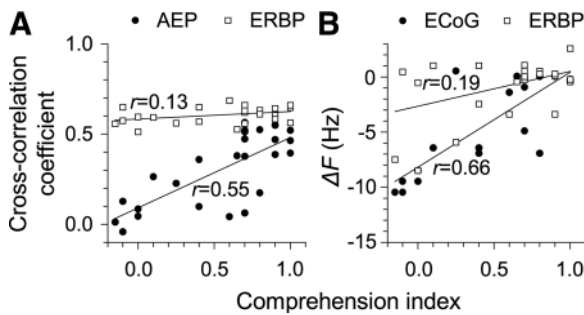 A
AEP
ERBP
Cross-correlation
coefficient
1.0
0.5
0.0
r=0.13
r=0.55
0.0
0.5
1.0
B
ECoG
ERBP
ΔF (Hz)
5
0
-5
-10
-15
r=0.19
r=0.66
0.0
0.5
1.0
Comprehension index